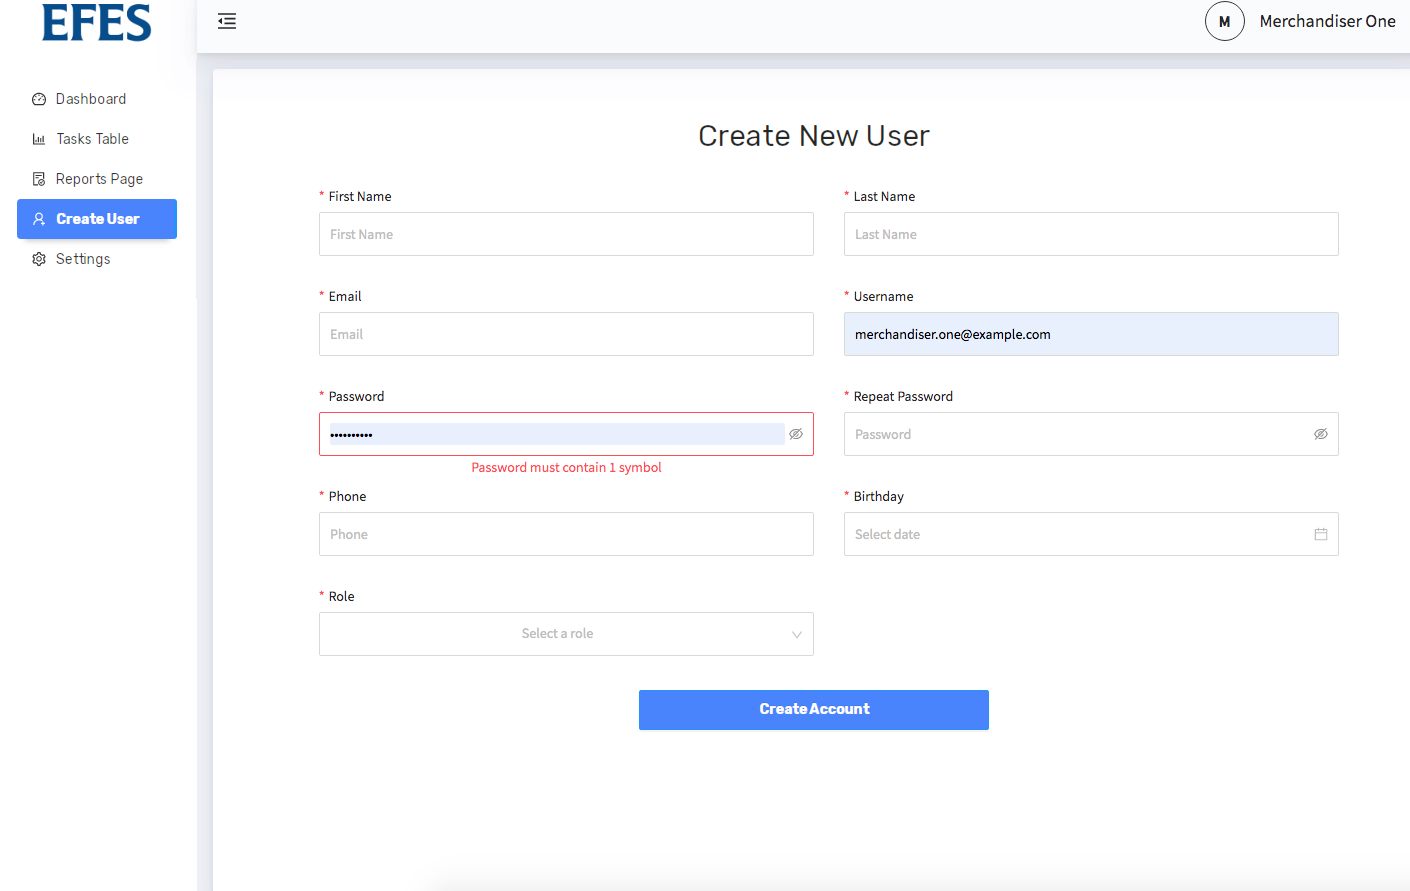 EFES
M
Merchandiser One
Dashboard
Tasks Table
Reports Page
Create User
Settings
Create New User
* First Name
First Name
* Last Name
Last Name
* Email
Email
* Username
merchandiser.one@example.com
* Password
••••••••••
Password must contain 1 symbol
* Repeat Password
Password
* Phone
Phone
* Birthday
Select date
* Role
Select a role
Create Account